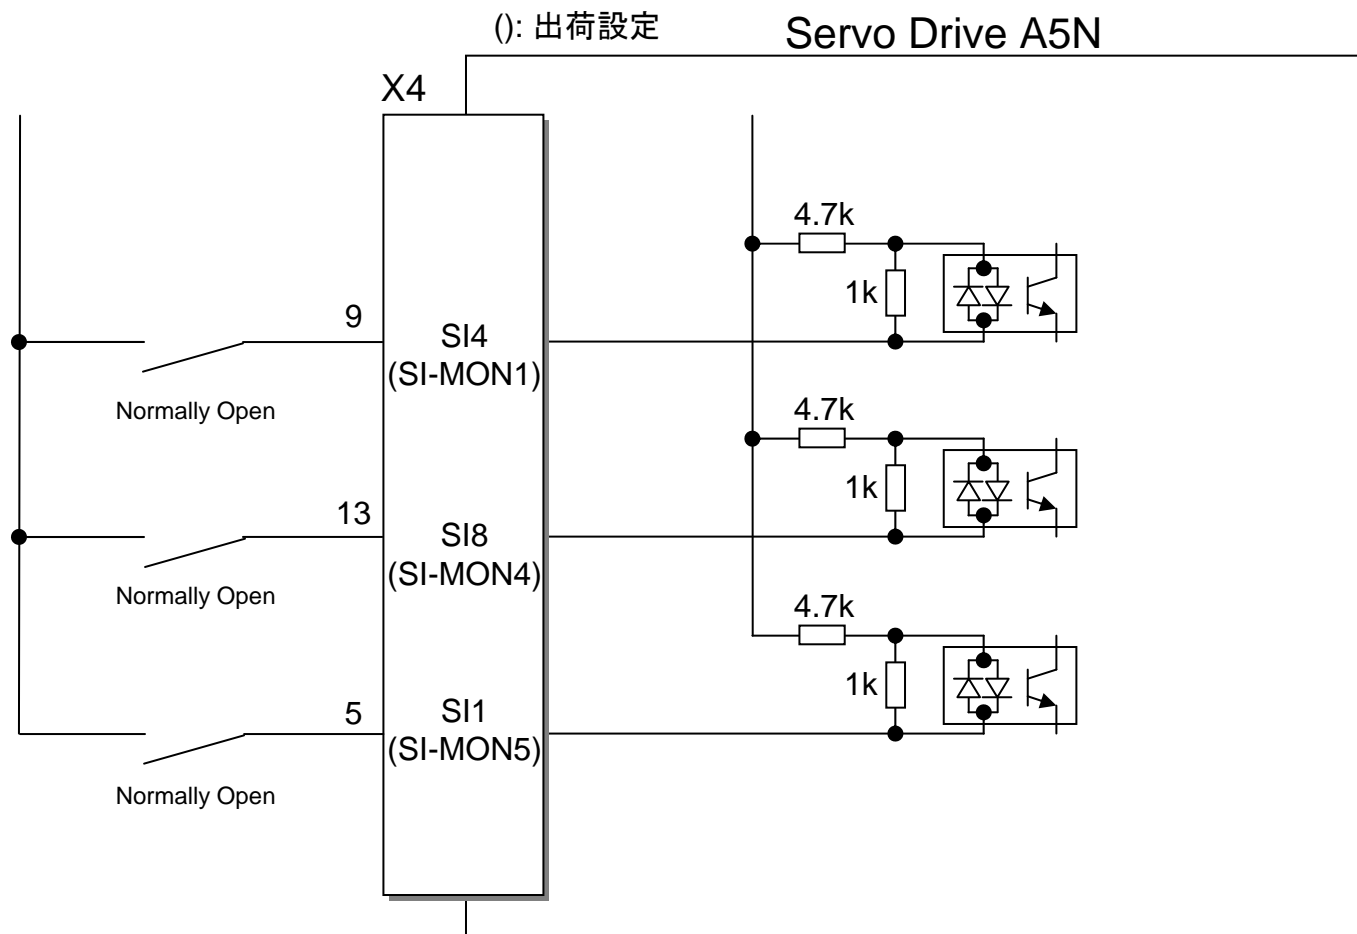 (): 出荷設定
Servo Drive A5N
X4
4.7k
1k
9
SI4
(SI-MON1)
Normally Open
4.7k
1k
13
SI8
(SI-MON4)
Normally Open
4.7k
1k
5
SI1
(SI-MON5)
Normally Open